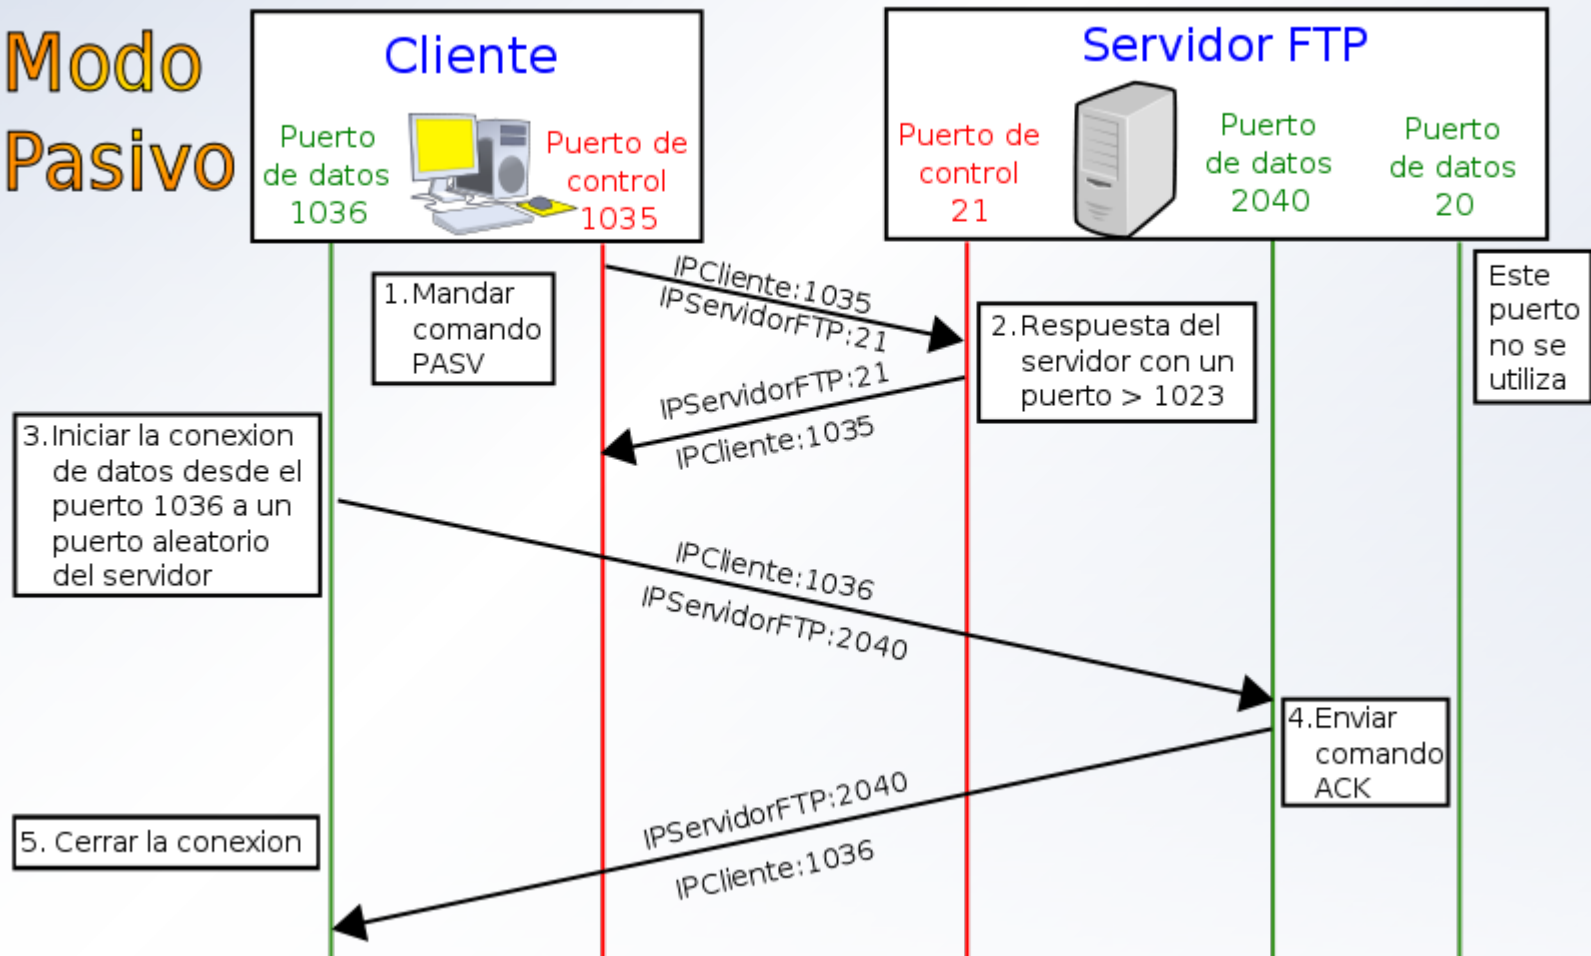 Modo
Pasivo
Cliente
Puerto
de datos
1036
Puerto de
control
1035
Servidor FTP
Puerto de
control
21
Puerto
de datos
2040
Puerto
de datos
20
1.Mandar
comando
PASV
IPCliente:1035
IPServidorFTP:21
2.Respuesta del
servidor con un
puerto > 1023
Este
puerto
no se
utiliza
IPServidorFTP:21
IPCliente:1035
3.Iniciar la conexion
de datos desde el
puerto 1036 a un
puerto aleatorio
del servidor
IPCliente:1036
IPServidorFTP:2040
4.Enviar
comando
ACK
IPServidorFTP:2040
IPCliente:1036
5. Cerrar la conexion